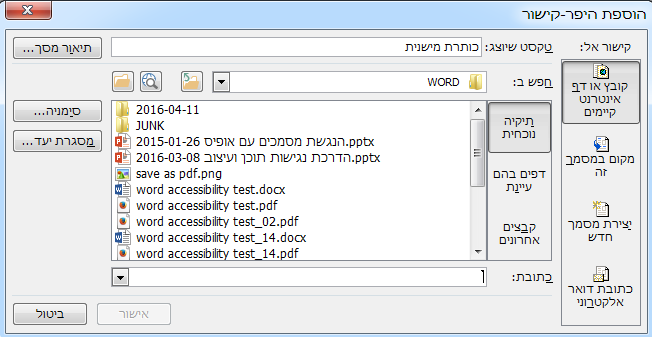 הוספת היפר-קישור
קישור אל:
טקסט שיוצג:
כותרת מישנית
תיאור מסך...
קובץ או דף אינטרנט קיימים
מקום במסמך זה
יצירת מסמך חדש
כתובת דואר אלקטרוני
חפש ב:
WORD
תיקיה נוכחית
דפים בהם עיינת
קבצים אחרונים
2016-04-11
JUNK
2015-01-26 הנגשת מסמכים עם אופיס.pptx
2016-03-08 הדרכת נגישות תוכן ועיצוב.pptx
save as pdf.png
word accessibility test.docx
word accessibility test.pdf
word accessibility test_02.pdf
word accessibility test_14.docx
word accessibility test_14.pdf
סימניה...
מסגרת יעד...
כתובת:
אישור
ביטול